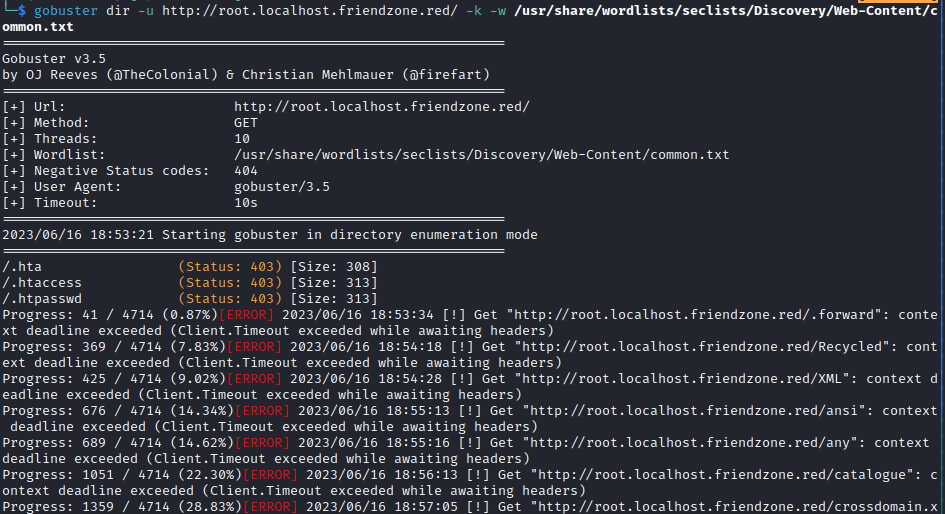 └─$ gobuster dir -u http://root.localhost.friendzone.red/ -k -w /usr/share/wordlists/seclists/Discovery/Web-Content/c
ommon.txt
===============================================================
Gobuster v3.5
by OJ Reeves (@TheColonial) & Christian Mehlmauer (@firefart)
===============================================================
[+] Url:                     http://root.localhost.friendzone.red/
[+] Method:                  GET
[+] Threads:                 10
[+] Wordlist:                /usr/share/wordlists/seclists/Discovery/Web-Content/common.txt
[+] Negative Status codes:   404
[+] User Agent:              gobuster/3.5
[+] Timeout:                 10s
===============================================================
2023/06/16 18:53:21 Starting gobuster in directory enumeration mode
===============================================================
/.hta                 (Status: 403) [Size: 308]
/.htaccess            (Status: 403) [Size: 313]
/.htpasswd            (Status: 403) [Size: 313]
Progress: 41 / 4714 (0.87%)[ERROR] 2023/06/16 18:53:34 [!] Get "http://root.localhost.friendzone.red/.forward": conte
xt deadline exceeded (Client.Timeout exceeded while awaiting headers)
Progress: 369 / 4714 (7.83%)[ERROR] 2023/06/16 18:54:18 [!] Get "http://root.localhost.friendzone.red/Recycled": cont
ext deadline exceeded (Client.Timeout exceeded while awaiting headers)
Progress: 425 / 4714 (9.02%)[ERROR] 2023/06/16 18:54:28 [!] Get "http://root.localhost.friendzone.red/XML": context d
eadline exceeded (Client.Timeout exceeded while awaiting headers)
Progress: 676 / 4714 (14.34%)[ERROR] 2023/06/16 18:55:13 [!] Get "http://root.localhost.friendzone.red/ansi": context
 deadline exceeded (Client.Timeout exceeded while awaiting headers)
Progress: 689 / 4714 (14.62%)[ERROR] 2023/06/16 18:55:16 [!] Get "http://root.localhost.friendzone.red/any": context
deadline exceeded (Client.Timeout exceeded while awaiting headers)
Progress: 1051 / 4714 (22.30%)[ERROR] 2023/06/16 18:56:13 [!] Get "http://root.localhost.friendzone.red/catalogue": c
ontext deadline exceeded (Client.Timeout exceeded while awaiting headers)
Progress: 1359 / 4714 (28.83%)[ERROR] 2023/06/16 18:57:05 [!] Get "http://root.localhost.friendzone.red/crossdomain.x